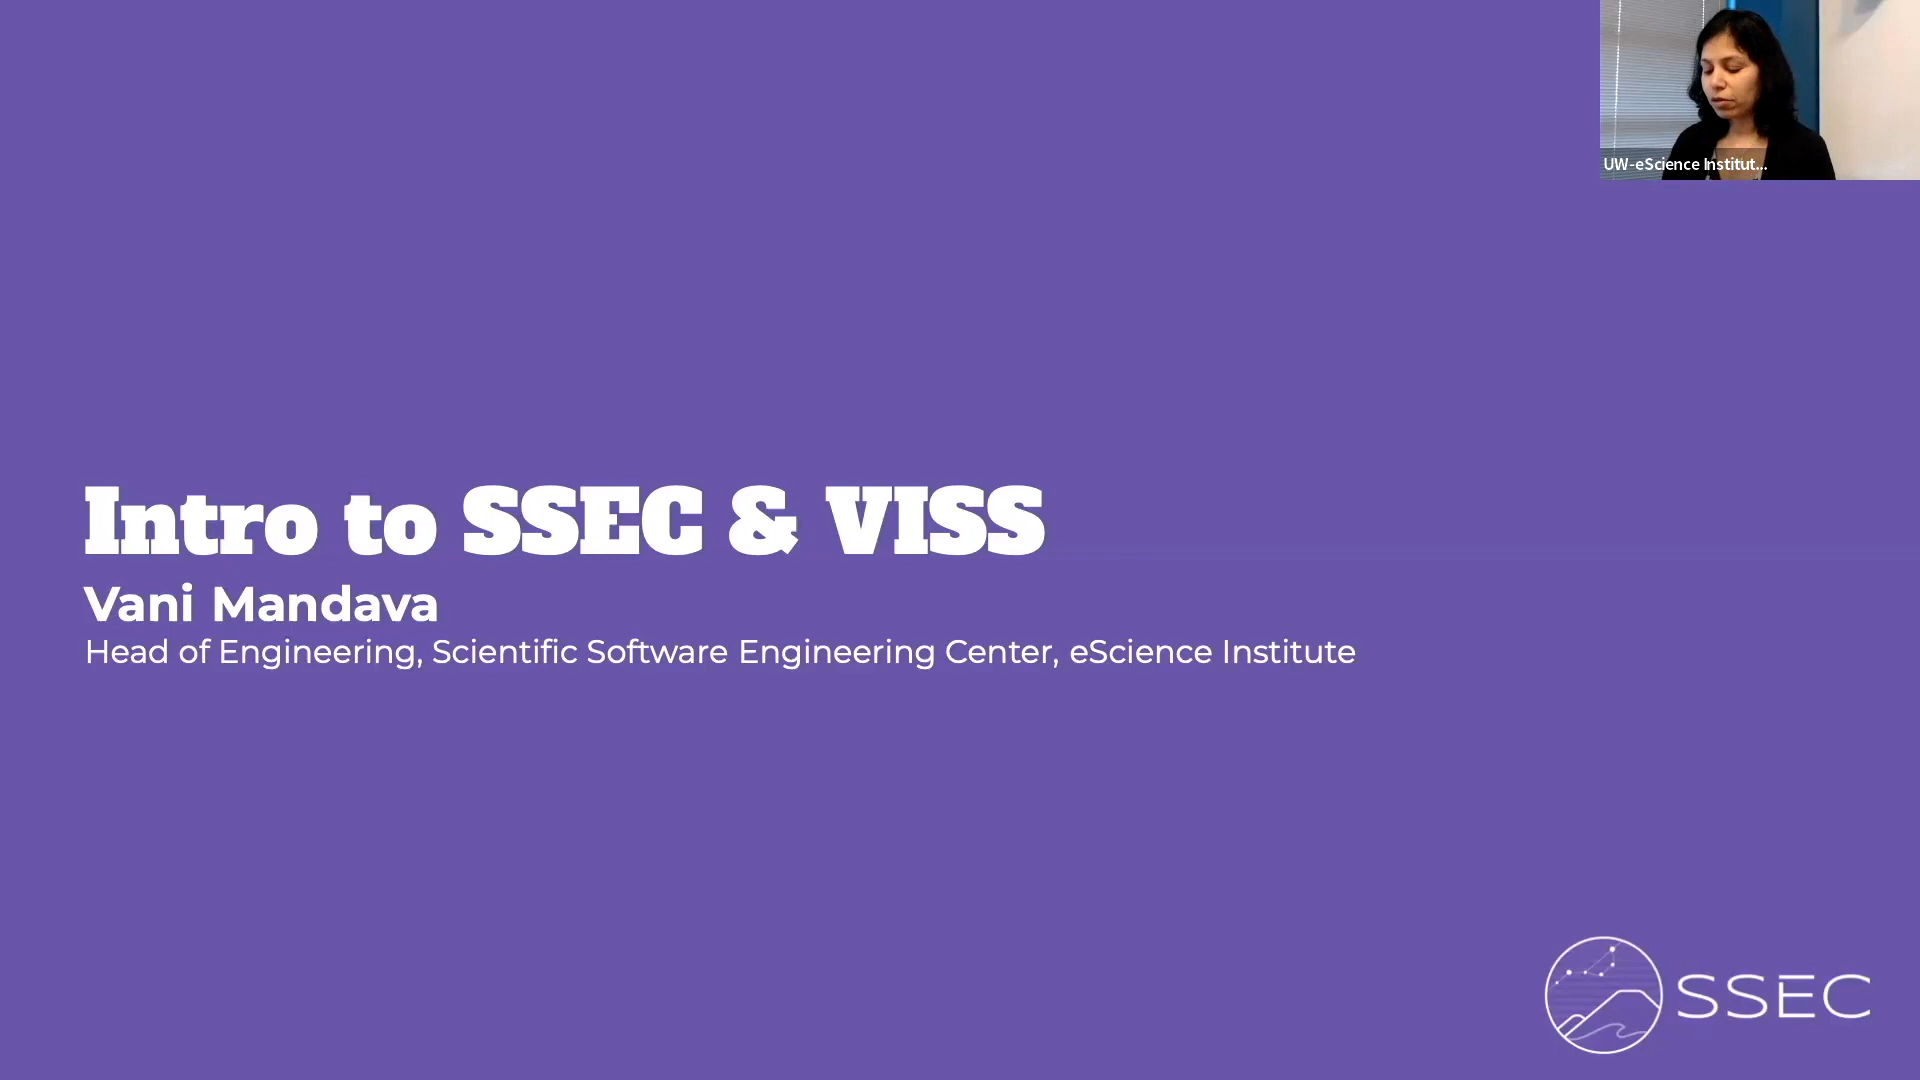 UW-eScience Institut...
Intro to SSEC & VISS
Vani Mandava
Head of Engineering, Scientific Software Engineering Center, eScience Institute
SSEC